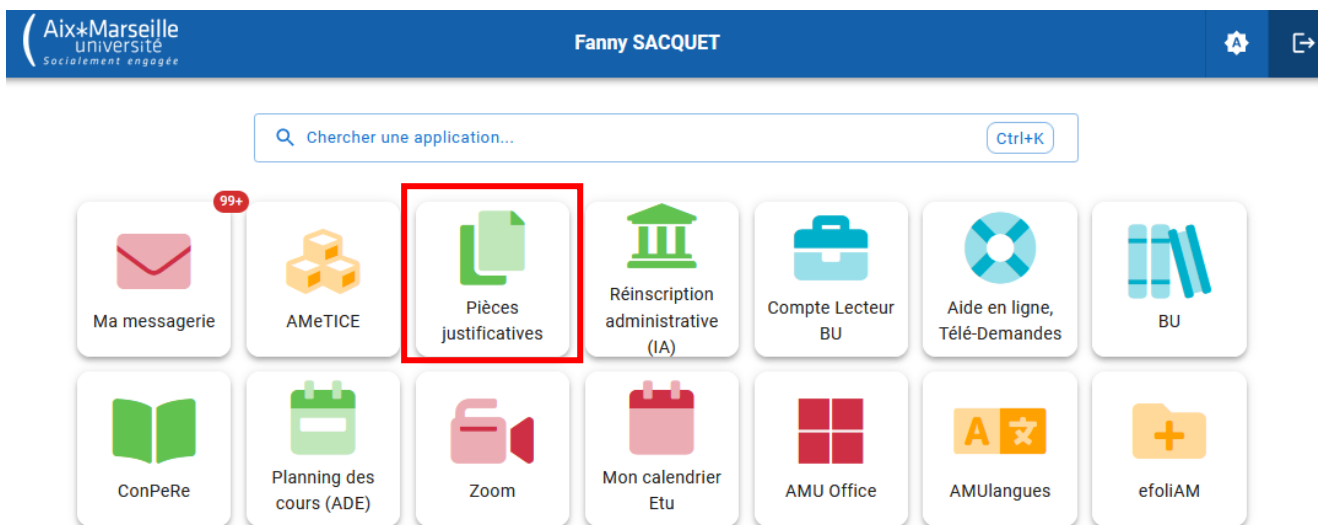 Aix*Marseille
université
Socialement engagée
Fanny SACQUET
A
Chercher une application...
Ctrl+K
99+
Ma messagerie
AMeTICE
Pièces
justificatives
Réinscription
administrative
(IA)
Compte Lecteur
BU
Aide en ligne,
Télé-Demandes
BU
ConPeRe
Planning des
cours (ADE)
Zoom
Mon calendrier
Etu
AMU Office
A 文
AMUlangues
efoliAM